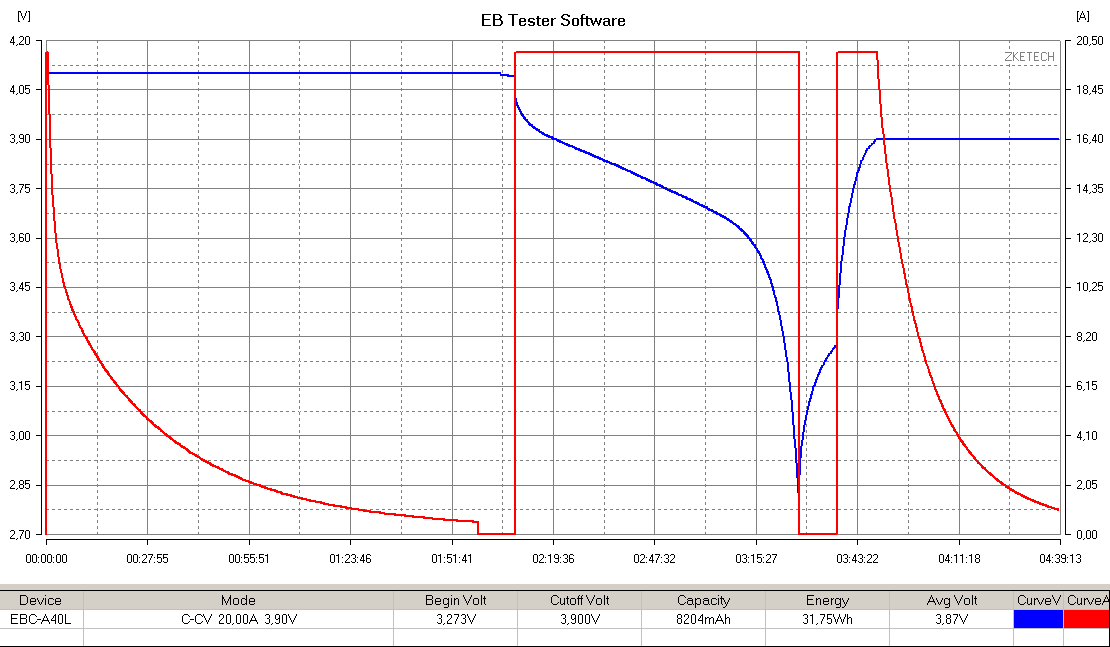 [V] EB Tester Software [A]
4,20 20,50
ZKETECH
4,05 18,45
3,90 16,40
3,75 14,35
3,60 12,30
3,45 10,25
3,30 8,20
3,15 6,15
3,00 4,10
2,85 2,05
2,70 0,00
00:00:00 00:27:55 00:55:51 01:23:46 01:51:41 02:19:36 02:47:32 03:15:27 03:43:22 04:11:18 04:39:13
Device Mode Begin Volt Cutoff Volt Capacity Energy Avg Volt CurveV CurveA
EBC-A40L C-CV 20,00A 3,90V 3,273V 3,900V 8204mAh 31,75Wh 3,87V